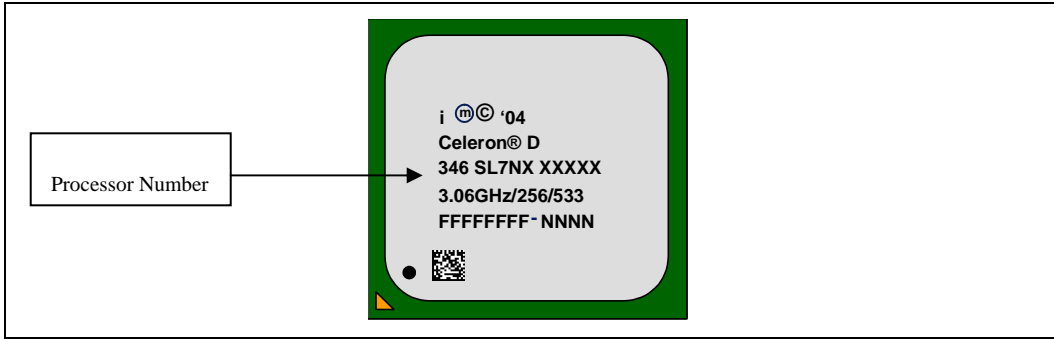 Processor Number
i ⓜ© ‘04
Celeron® D
346 SL7NX XXXXX
3.06GHz/256/533
FFFFFFFF-NNNN